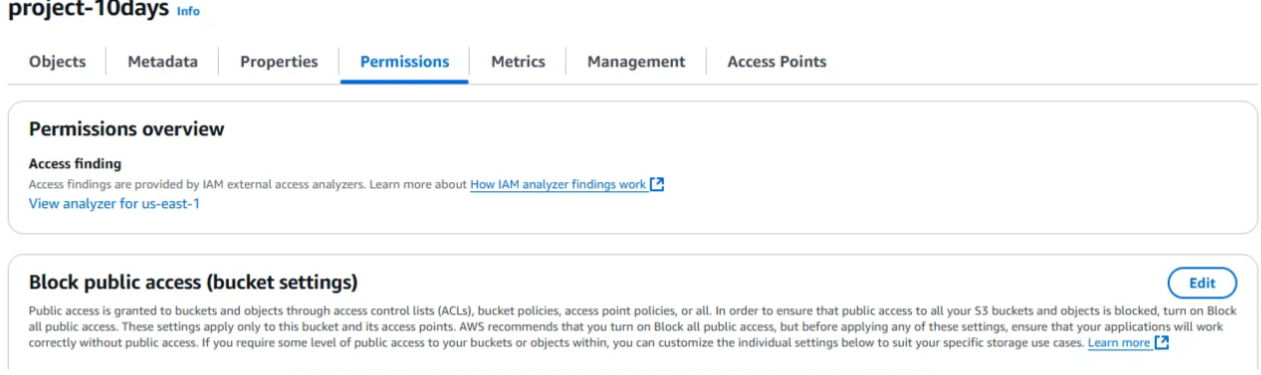 project-10days Info
Objects
Metadata
Properties
Permissions
Metrics
Management
Access Points
Permissions overview
Access finding
Access findings are provided by IAM external access analyzers. Learn more about How IAM analyzer findings work
View analyzer for us-east-1
Block public access (bucket settings)
Edit
Public access is granted to buckets and objects through access control lists (ACLs), bucket policies, access point policies, or all. In order to ensure that public access to all your S3 buckets and objects is blocked, turn on Block
all public access. These settings apply only to this bucket and its access points. AWS recommends that you turn on Block all public access, but before applying any of these settings, ensure that your applications will work
correctly without public access. If you require some level of public access to your buckets or objects within, you can customize the individual settings below to suit your specific storage use cases. Learn more